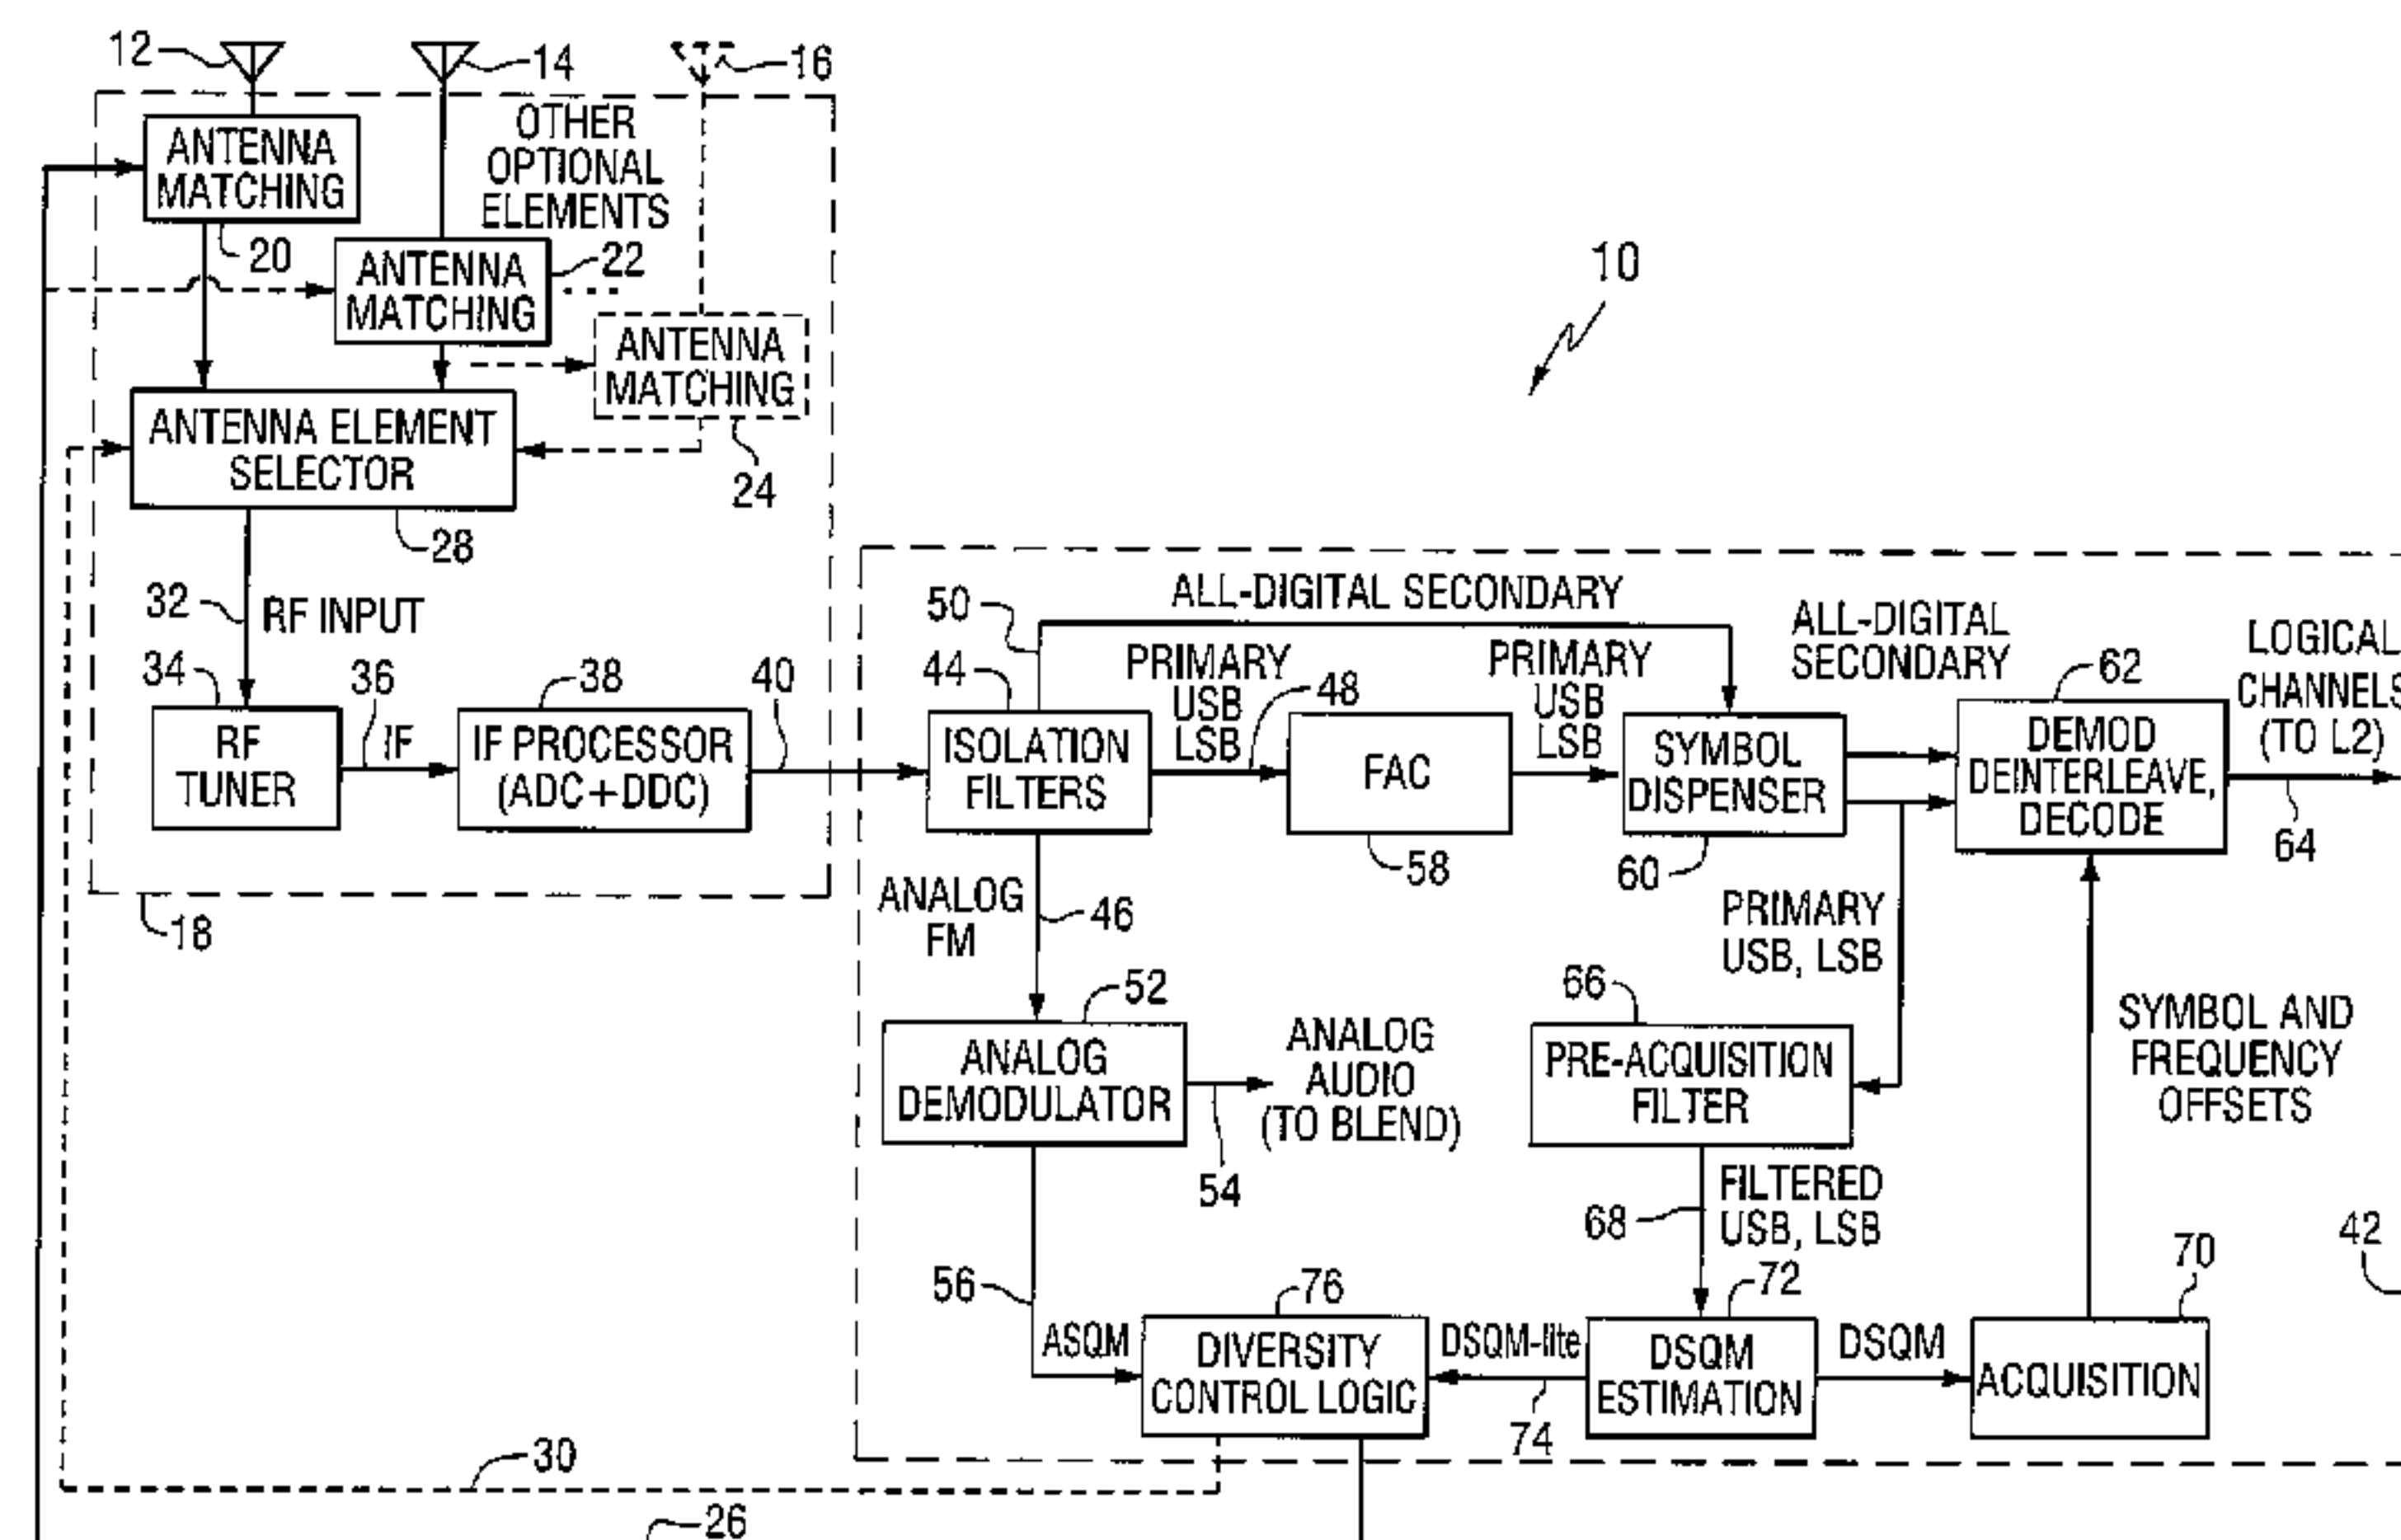 12
14
16
ANTENNA
MATCHING
20
OTHER
OPTIONAL
ELEMENTS
ANTENNA
MATCHING
22
ANTENNA
MATCHING
24
ANTENNA ELEMENT
SELECTOR
28
10
32
RF INPUT
34
RF
TUNER
36
IF
38
IF PROCESSOR
(ADC+DDC)
40
18
50
ALL-DIGITAL SECONDARY
44
ISOLATION
FILTERS
PRIMARY
USB
LSB
48
FAC
58
PRIMARY
USB
LSB
SYMBOL
DISPENSER
60
ALL-DIGITAL
SECONDARY
62
DEMOD
DEINTERLEAVE,
DECODE
LOGICAL
CHANNELS
(TO L2)
64
ANALOG
FM
46
52
ANALOG
DEMODULATOR
ANALOG
AUDIO
(TO BLEND)
54
PRIMARY
USB, LSB
66
PRE-ACQUISITION
FILTER
68
FILTERED
USB, LSB
SYMBOL AND
FREQUENCY
OFFSETS
42
56
ASQM
76
DIVERSITY
CONTROL LOGIC
DSQM-lite
74
72
DSQM
ESTIMATION
DSQM
70
ACQUISITION
30
26